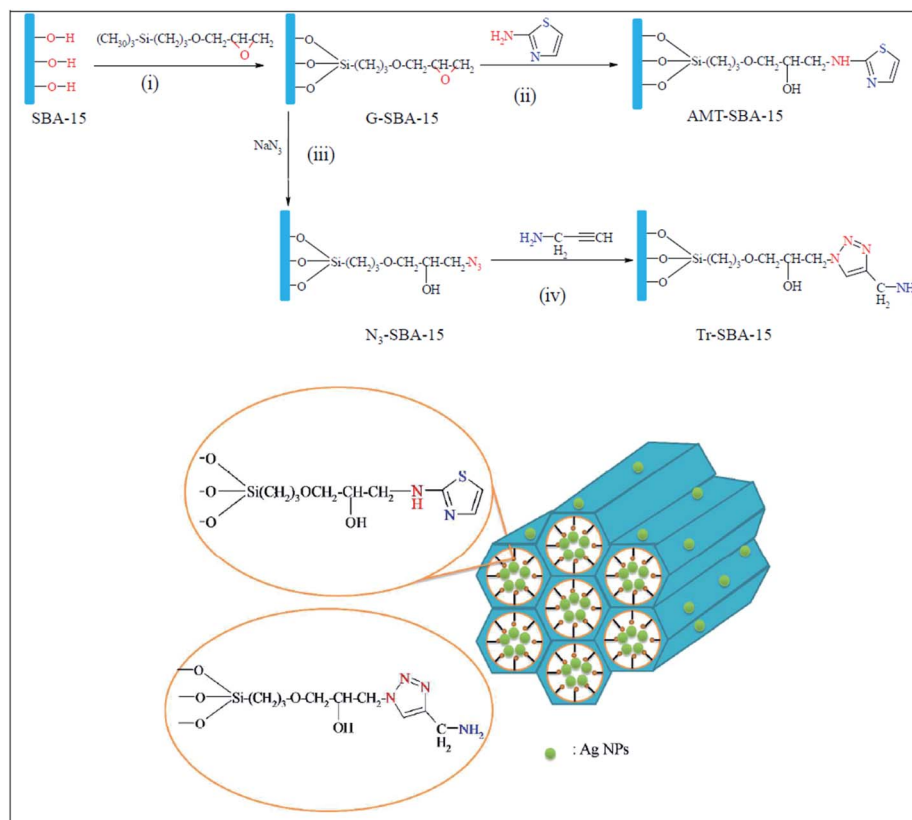 O-H
O-H
O-H
SBA-15
(CH3O)3-Si-(CH2)3-O-CH2-CH-CH2
O
(i)
O
O
O
Si-(CH2)3-O-CH2-CH-CH2
O
G-SBA-15
H2N
S
N
(ii)
O
O
O
Si-(CH2)3-O-CH2-CH-CH2-NH
OH
S
N
AMT-SBA-15
NaN3
(iii)
O
O
O
Si-(CH2)3-O-CH2-CH-CH2-N3
OH
N3-SBA-15
H2N-C-≡CH
H2
(iv)
O
O
O
Si-(CH2)3-O-CH2-CH-CH2-N
N
N
OH
C-NH
H2
Tr-SBA-15
-O
-O
-O
Si(CH2)3OCH2-CH-CH2-N
H
OH
S
N
-O
-O
-O
Si-(CH2)3-O-CH2-CH-CH2-N
N
N
OH
C-NH2
H2
: Ag NPs